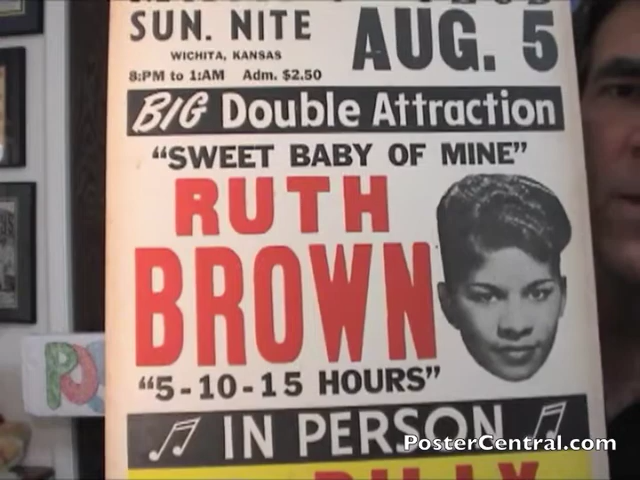 SUN. NITE
AUG. 5
WICHITA, KANSAS
8:PM to 1:AM Adm. $2.50
BIG Double Attraction
"SWEET BABY OF MINE"
RUTH
BROWN
"5-10-15 HOURS"
IN PERSON
PosterCentral.com